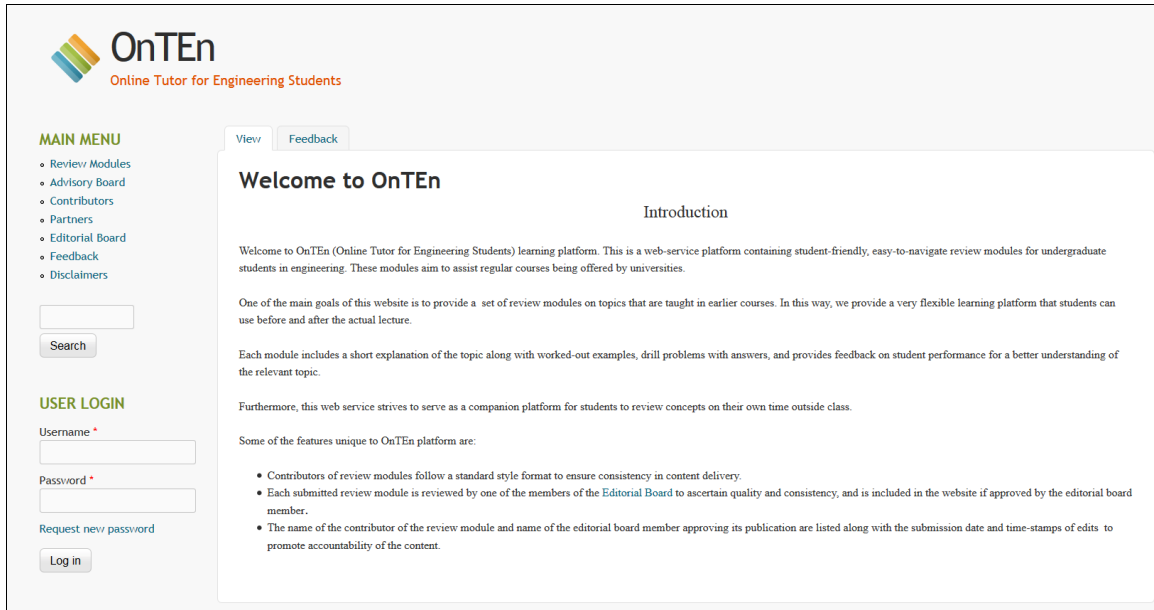 OnTEn
Online Tutor for Engineering Students
MAIN MENU
Review Modules
Advisory Board
Contributors
Partners
Editorial Board
Feedback
Disclaimers
Search
USER LOGIN
Username *
Password *
Request new password
Log in
View Feedback
Welcome to OnTEn
Introduction
Welcome to OnTEn (Online Tutor for Engineering Students) learning platform. This is a web-service platform containing student-friendly, easy-to-navigate review modules for undergraduate
students in engineering. These modules aim to assist regular courses being offered by universities.
One of the main goals of this website is to provide a set of review modules on topics that are taught in earlier courses. In this way, we provide a very flexible learning platform that students can
use before and after the actual lecture.
Each module includes a short explanation of the topic along with worked-out examples, drill problems with answers, and provides feedback on student performance for a better understanding of
the relevant topic.
Furthermore, this web service strives to serve as a companion platform for students to review concepts on their own time outside class.
Some of the features unique to OnTEn platform are:
• Contributors of review modules follow a standard style format to ensure consistency in content delivery.
• Each submitted review module is reviewed by one of the members of the Editorial Board to ascertain quality and consistency, and is included in the website if approved by the editorial board
member.
• The name of the contributor of the review module and name of the editorial board member approving its publication are listed along with the submission date and time-stamps of edits to
promote accountability of the content.